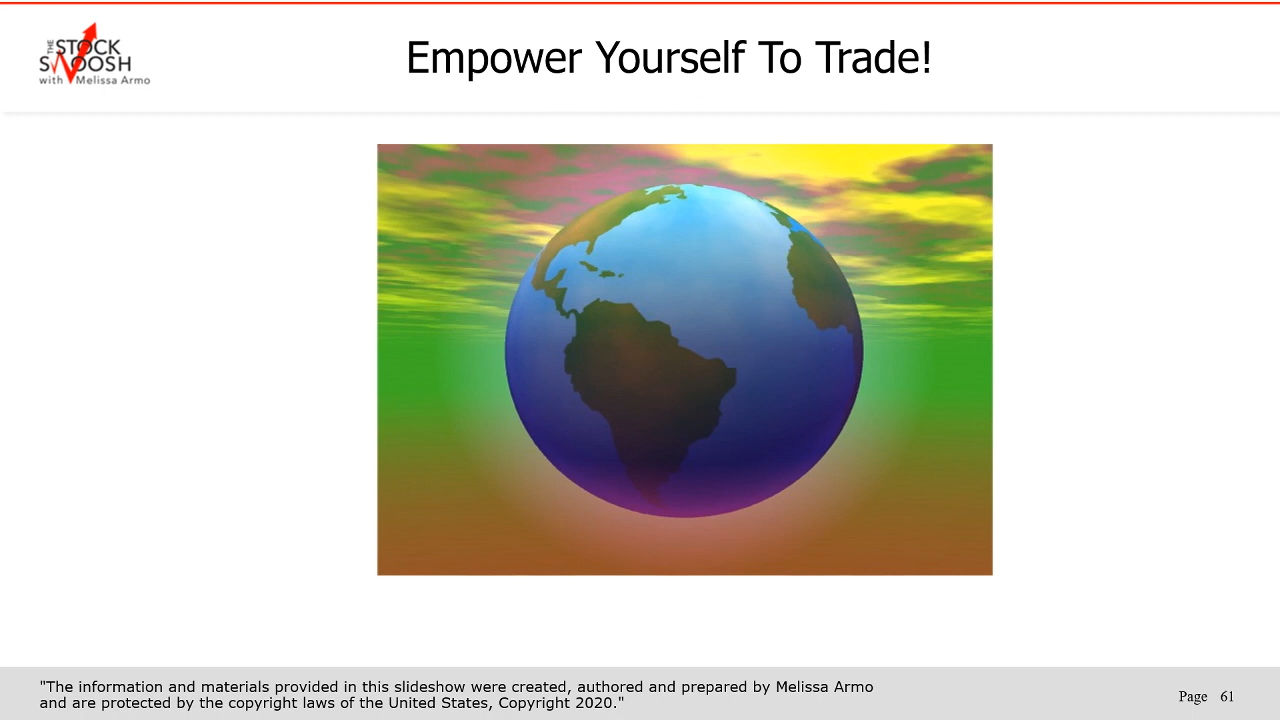 THE
STOCK
SWOOSH
with Melissa Armo
Empower Yourself To Trade!
"The information and materials provided in this slideshow were created, authored and prepared by Melissa Armo
and are protected by the copyright laws of the United States, Copyright 2020."
Page 61